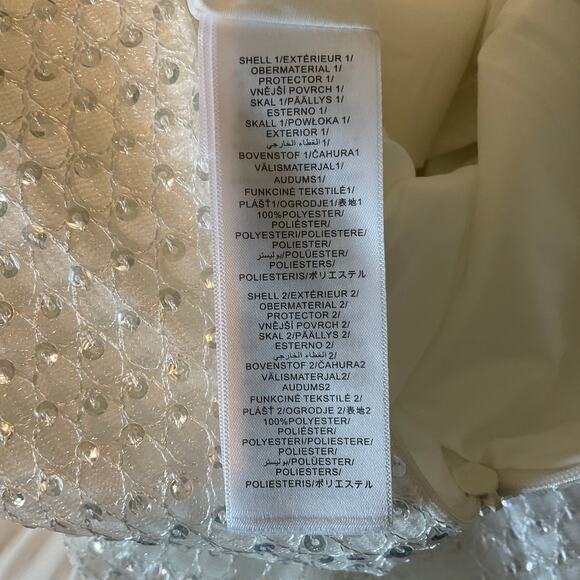 SHELL 1/EXTÉRIEUR 1/
OBERMATERIAL 1/
PROTECTOR 1/
VNĚJŠÍ POVRCH 1/
SKAL 1/PÄÄLLYS 1/
ESTERNO 1/
SKALL 1/POWŁOKA 1/
EXTERIOR 1/
الغطاء الخارجي 1/
BOVENSTOF 1/ČAHURA1/
VÄLISMATERJAL1/
AUDUMS1/
FUNKCINĖ TEKSTILĖ1/
PLÁŠŤ1/OGRODJE1/表地1
100%POLYESTER/
POLIÉSTER/
POLYESTERI/POLIESTERE/
POLIESTER/
بوليستر/POLÜESTER/
POLIESTERS/
POLIESTERIS/ポリエステル
SHELL 2/EXTÉRIEUR 2/
OBERMATERIAL 2/
PROTECTOR 2/
VNĚJŠÍ POVRCH 2/
SKAL 2/PÄÄLLYS 2/
ESTERNO 2/
الغطاء الخارجي 2/
BOVENSTOF 2/ČAHURA2
VÄLISMATERJAL2/
AUDUMS2
FUNKCINĖ TEKSTILĖ 2/
PLÁŠŤ 2/OGRODJE 2/表地2
100%POLYESTER/
POLIÉSTER/
POLYESTERI/POLIESTERE/
POLIESTER/
بوليستر/POLÜESTER/
POLIESTERS/
POLIESTERIS/ポリエステル